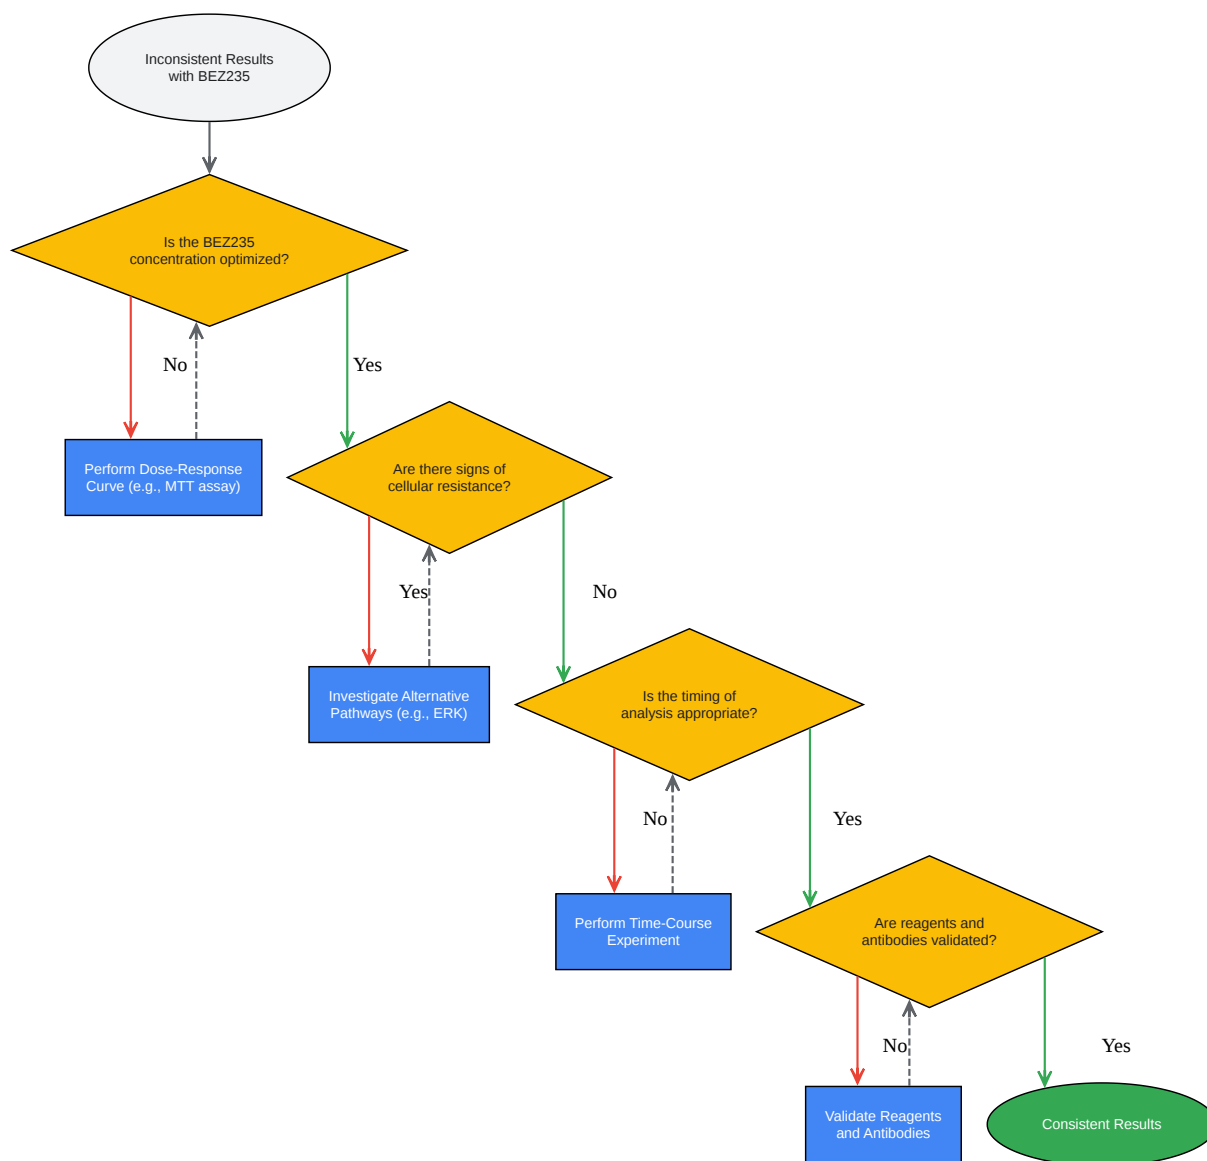 Inconsistent Results
with BEZ235
Is the BEZ235
concentration optimized?
No
Yes
Perform Dose-Response
Curve (e.g., MTT assay)
Are there signs of
cellular resistance?
Yes
No
Investigate Alternative
Pathways (e.g., ERK)
Is the timing of
analysis appropriate?
No
Yes
Perform Time-Course
Experiment
Are reagents and
antibodies validated?
No
Yes
Validate Reagents
and Antibodies
Consistent Results